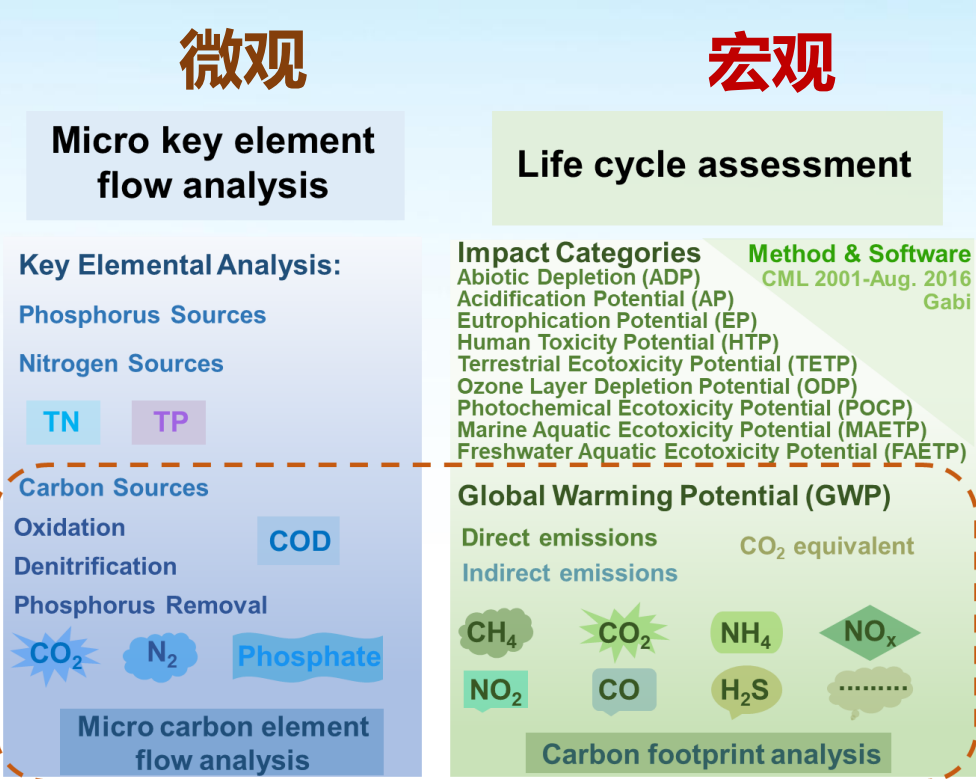 微观
Micro key element
flow analysis
Key Elemental Analysis:
Phosphorus Sources
Nitrogen Sources
TN
TP
Carbon Sources
Oxidation
COD
Denitrification
Phosphorus Removal
CO₂
N₂
Phosphate
Micro carbon element
flow analysis
宏观
Life cycle assessment
Impact Categories
Method & Software
CML 2001-Aug. 2016
Gabi
Abiotic Depletion (ADP)
Acidification Potential (AP)
Eutrophication Potential (EP)
Human Toxicity Potential (HTP)
Terrestrial Ecotoxicity Potential (TETP)
Ozone Layer Depletion Potential (ODP)
Photochemical Ecotoxicity Potential (POCP)
Marine Aquatic Ecotoxicity Potential (MAETP)
Freshwater Aquatic Ecotoxicity Potential (FAETP)
Global Warming Potential (GWP)
Direct emissions
CO₂ equivalent
Indirect emissions
CH₄
CO₂
NH₄
NOₓ
NO₂
CO
H₂S
·········
Carbon footprint analysis